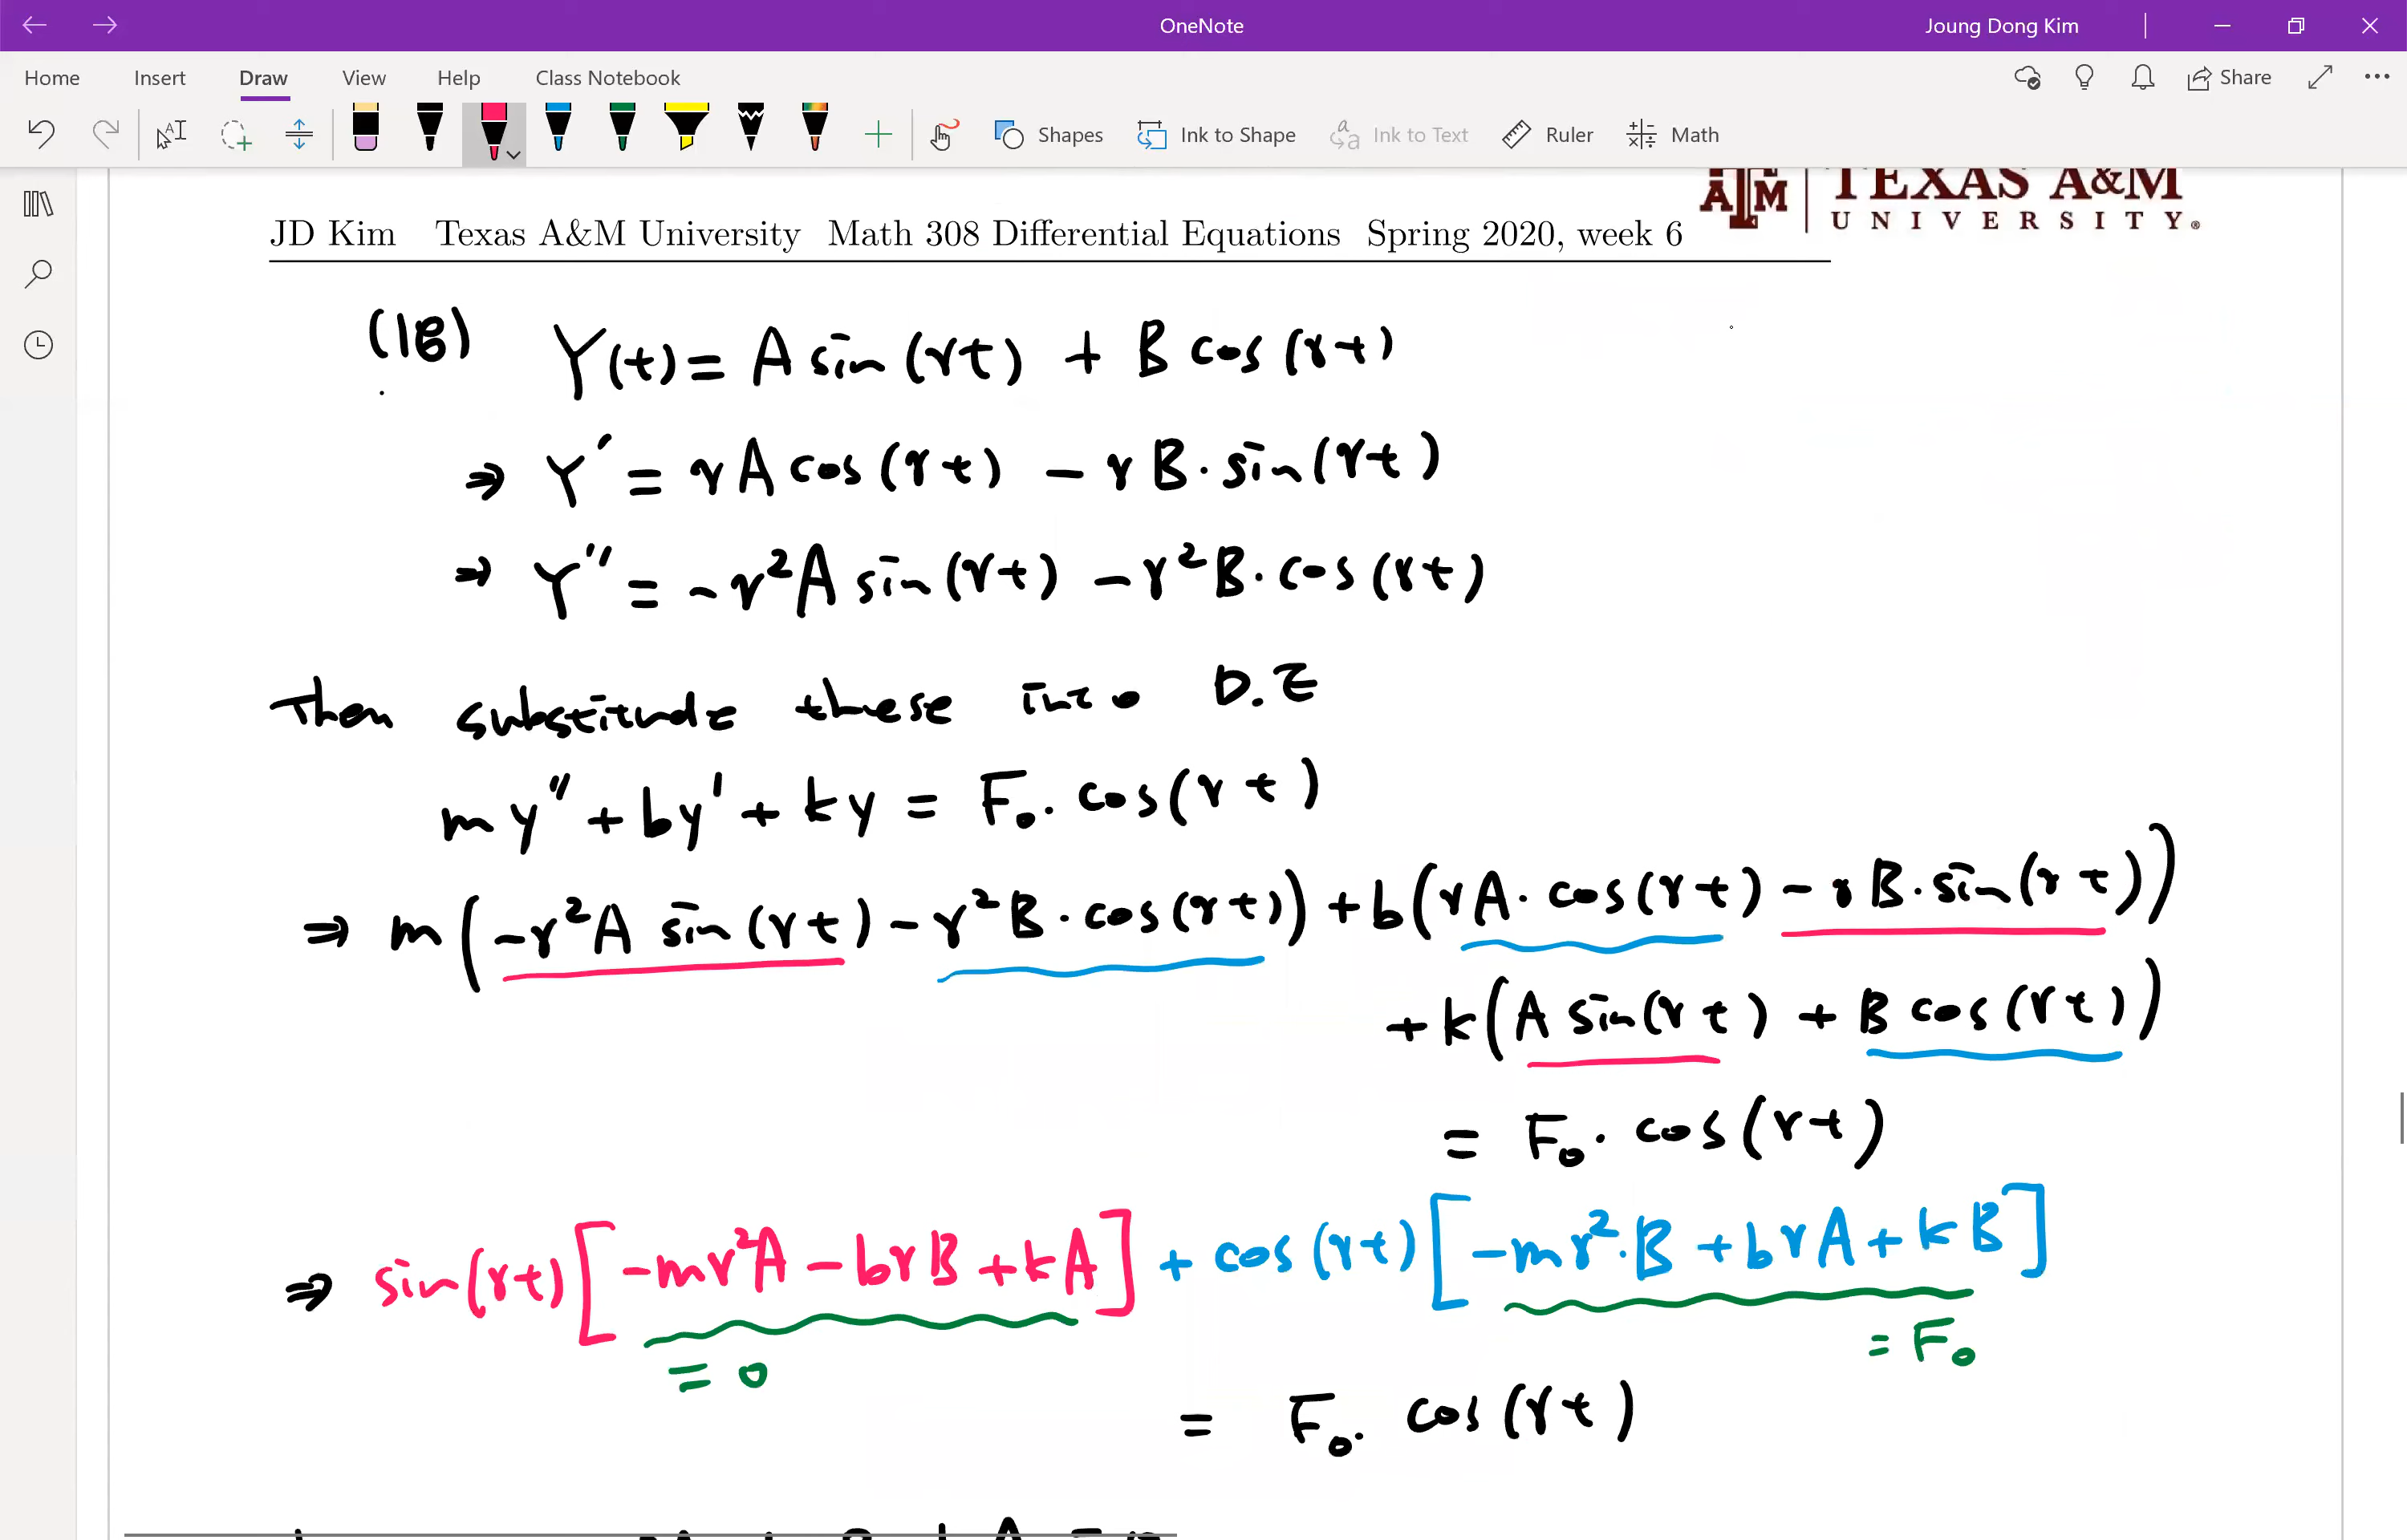 OneNote
Joung Dong Kim
Home Insert Draw View Help Class Notebook Share
Shapes Ink to Shape Ink to Text Ruler Math
TEXAS A&M
UNIVERSITY®
JD Kim Texas A&M University Math 308 Differential Equations Spring 2020, week 6
(18) Y(t) = A sin(γt) + B cos(γt)
⇒ Y' = γA cos(γt) − γB·sin(γt)
⇒ Y'' = −γ²A sin(γt) − γ²B·cos(γt)
Then substitude these into D.E
my'' + by' + ky = F₀·cos(γt)
⇒ m(−γ²A sin(γt) − γ²B·cos(γt)) + b(γA·cos(γt) − γB·sin(γt))
+ k(A sin(γt) + B cos(γt))
= F₀·cos(γt)
⇒ sin(γt)[−mγ²A − bγB + kA] + cos(γt)[−mγ²·B + bγA + kB]
= 0 = F₀
= F₀·cos(γt)